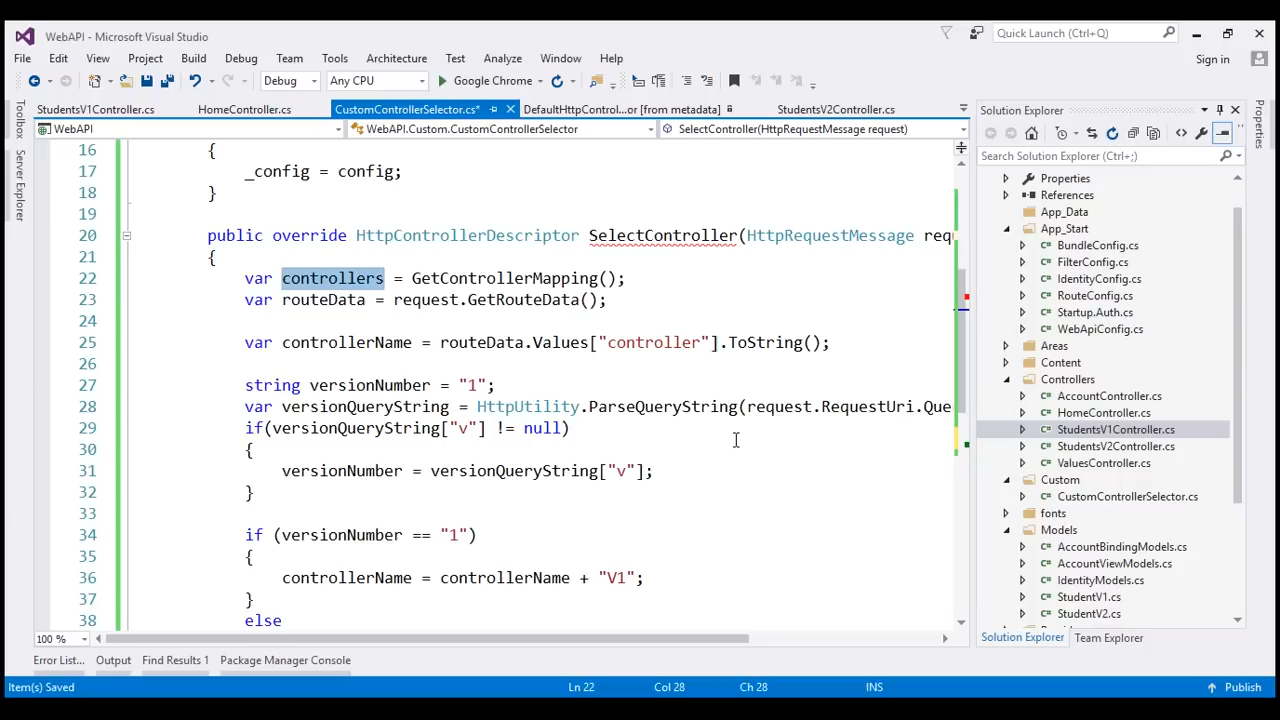 WebAPI - Microsoft Visual Studio
Quick Launch (Ctrl+Q)
File Edit View Project Build Debug Team Tools Architecture Test Analyze Window Help
Sign in
Debug Any CPU Google Chrome
Toolbox
Server Explorer
StudentsV1Controller.cs HomeController.cs CustomControllerSelector.cs* DefaultHttpControl...or [from metadata] StudentsV2Controller.cs
WebAPI WebAPI.Custom.CustomControllerSelector SelectController(HttpRequestMessage request)
16 {
17 _config = config;
18 }
19
20 public override HttpControllerDescriptor SelectController(HttpRequestMessage requ
21 {
22 var controllers = GetControllerMapping();
23 var routeData = request.GetRouteData();
24
25 var controllerName = routeData.Values["controller"].ToString();
26
27 string versionNumber = "1";
28 var versionQueryString = HttpUtility.ParseQueryString(request.RequestUri.Que
29 if(versionQueryString["v"] != null)
30 {
31 versionNumber = versionQueryString["v"];
32 }
33
34 if (versionNumber == "1")
35 {
36 controllerName = controllerName + "V1";
37 }
38 else
100 %
Solution Explorer
Search Solution Explorer (Ctrl+;)
Properties
References
App_Data
App_Start
BundleConfig.cs
FilterConfig.cs
IdentityConfig.cs
RouteConfig.cs
Startup.Auth.cs
WebApiConfig.cs
Areas
Content
Controllers
AccountController.cs
HomeController.cs
StudentsV1Controller.cs
StudentsV2Controller.cs
ValuesController.cs
Custom
CustomControllerSelector.cs
fonts
Models
AccountBindingModels.cs
AccountViewModels.cs
IdentityModels.cs
StudentV1.cs
StudentV2.cs
Solution Explorer Team Explorer
Properties
Error List... Output Find Results 1 Package Manager Console
Item(s) Saved Ln 22 Col 28 Ch 28 INS Publish